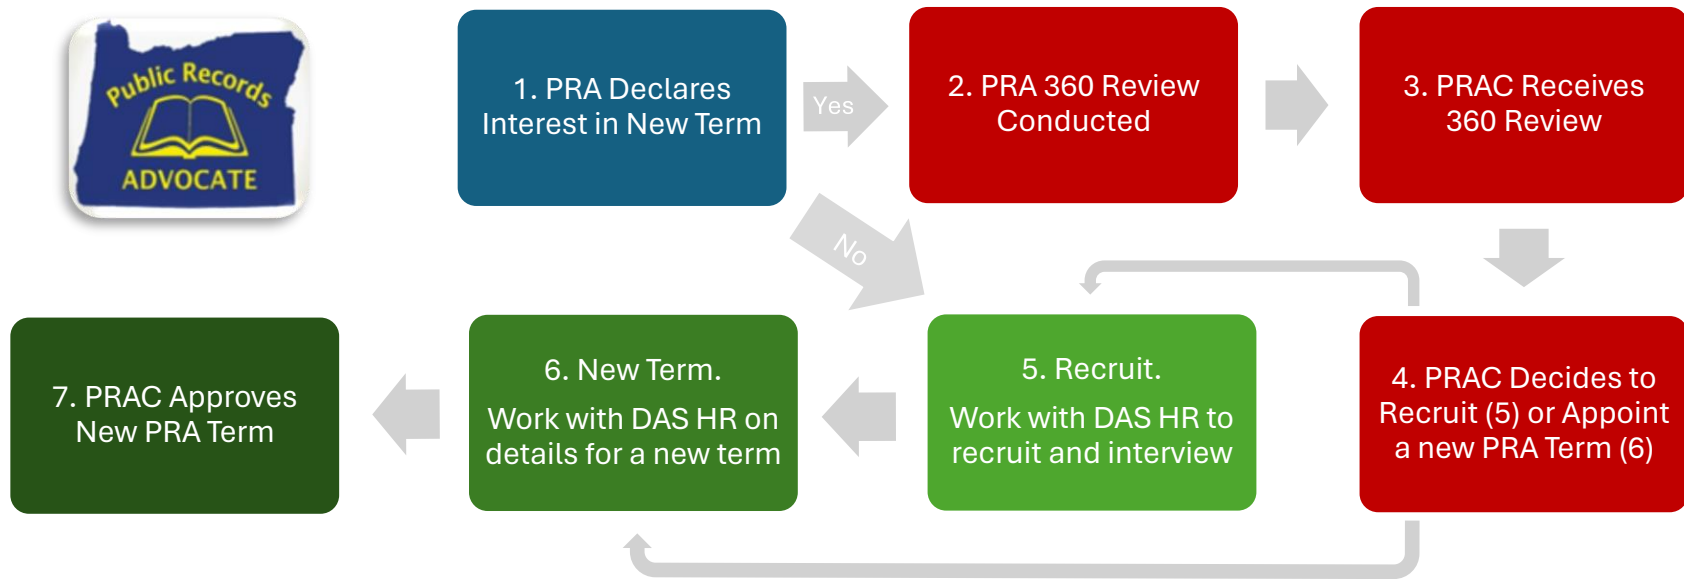 Public Records
ADVOCATE
1. PRA Declares
Interest in New Term
Yes
2. PRA 360 Review
Conducted
3. PRAC Receives
360 Review
No
4. PRAC Decides to
Recruit (5) or Appoint
a new PRA Term (6)
5. Recruit.
Work with DAS HR to
recruit and interview
6. New Term.
Work with DAS HR on
details for a new term
7. PRAC Approves
New PRA Term